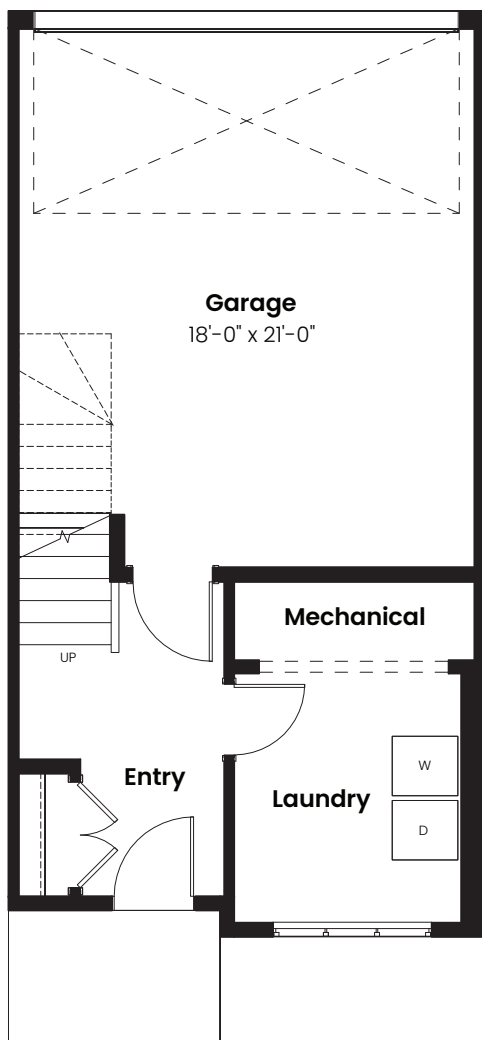 Garage
18'-0" x 21'-0"
Mechanical
UP
W
Entry
Laundry
D